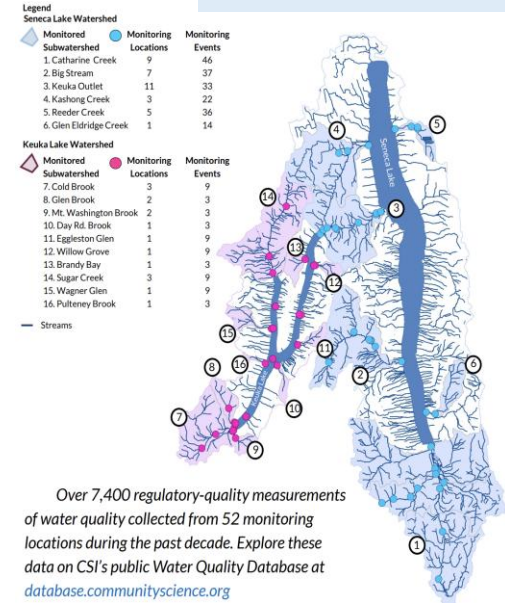 Legend
Seneca Lake Watershed
Monitored Subwatershed Monitoring Locations Monitoring Events
1. Catharine Creek 9 46
2. Big Stream 7 37
3. Keuka Outlet 11 33
4. Kashong Creek 3 22
5. Reeder Creek 5 36
6. Glen Eldridge Creek 1 14
Keuka Lake Watershed
Monitored Subwatershed Monitoring Locations Monitoring Events
7. Cold Brook 3 9
8. Glen Brook 2 3
9. Mt. Washington Brook 2 3
10. Day Rd. Brook 1 3
11. Eggleston Glen 1 9
12. Willow Grove 1 9
13. Brandy Bay 1 3
14. Sugar Creek 3 9
15. Wagner Glen 1 9
16. Pulteney Brook 1 3
Streams
4
5
Seneca Lake
14
3
13
12
15
11
6
16
2
8
Keuka Lake
10
7
9
1
Over 7,400 regulatory-quality measurements
of water quality collected from 52 monitoring
locations during the past decade. Explore these
data on CSI's public Water Quality Database at
database.communityscience.org